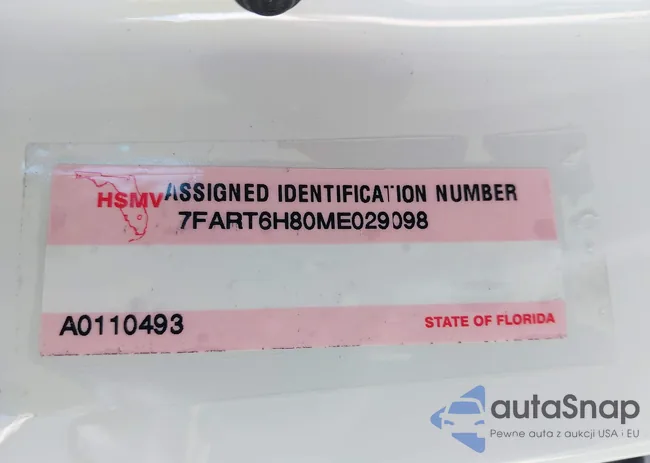 HSMV ASSIGNED IDENTIFICATION NUMBER
7FART6H80ME029098
A0110493 STATE OF FLORIDA
autaSnap
Pewne auta z aukcji USA i EU